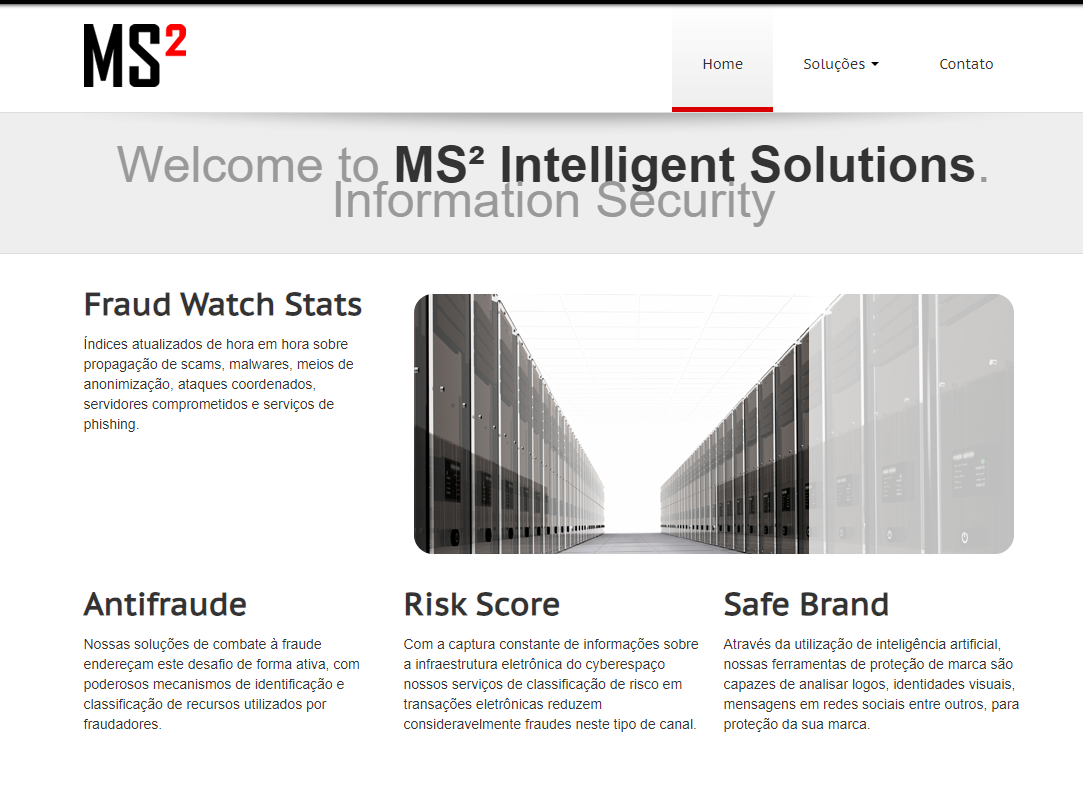 MS²
Home
Soluções
Contato
Welcome to MS² Intelligent Solutions.
Information Security
Fraud Watch Stats
Índices atualizados de hora em hora sobre
propagação de scams, malwares, meios de
anonimização, ataques coordenados,
servidores comprometidos e serviços de
phishing.
Antifraude
Nossas soluções de combate à fraude
endereçam este desafio de forma ativa, com
poderosos mecanismos de identificação e
classificação de recursos utilizados por
fraudadores.
Risk Score
Com a captura constante de informações sobre
a infraestrutura eletrônica do cyberespaço
nossos serviços de classificação de risco em
transações eletrônicas reduzem
consideravelmente fraudes neste tipo de canal.
Safe Brand
Através da utilização de inteligência artificial,
nossas ferramentas de proteção de marca são
capazes de analisar logos, identidades visuais,
mensagens em redes sociais entre outros, para
proteção da sua marca.